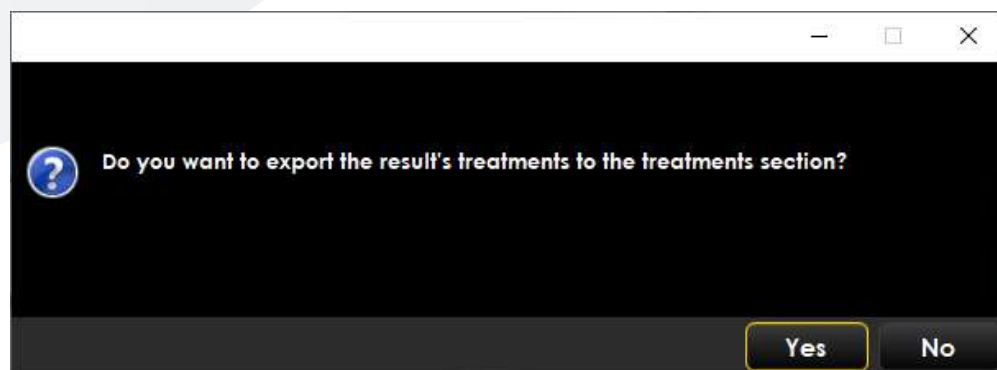 Do you want to export the result's treatments to the treatments section?
Yes No